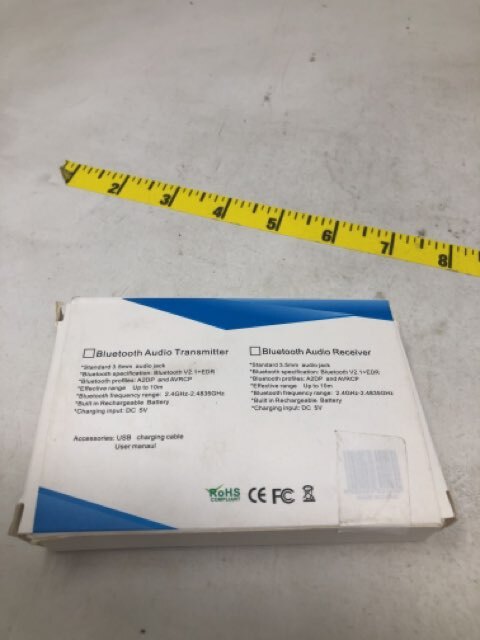 2 3 4 5 6 7 8
Bluetooth Audio Transmitter
*Standard 3.5mm audio jack
*Bluetooth specification: Bluetooth V2.1+EDR
*Bluetooth profiles: A2DP and AVRCP
*Effective range Up to 10m
*Bluetooth frequency range: 2.4GHz-2.4835GHz
*Built in Rechargeable Battery
*Charging input: DC 5V
Accessories: USB charging cable
User manaul
Bluetooth Audio Receiver
*Standard 3.5mm audio jack
*Bluetooth specification: Bluetooth V2.1+EDR
*Bluetooth profiles: A2DP and AVRCP
*Effective range Up to 10m
*Bluetooth frequency range: 2.4GHz-2.4835GHz
*Built in Rechargeable Battery
*Charging input: DC 5V
RoHS
COMPLIANT
CE FC